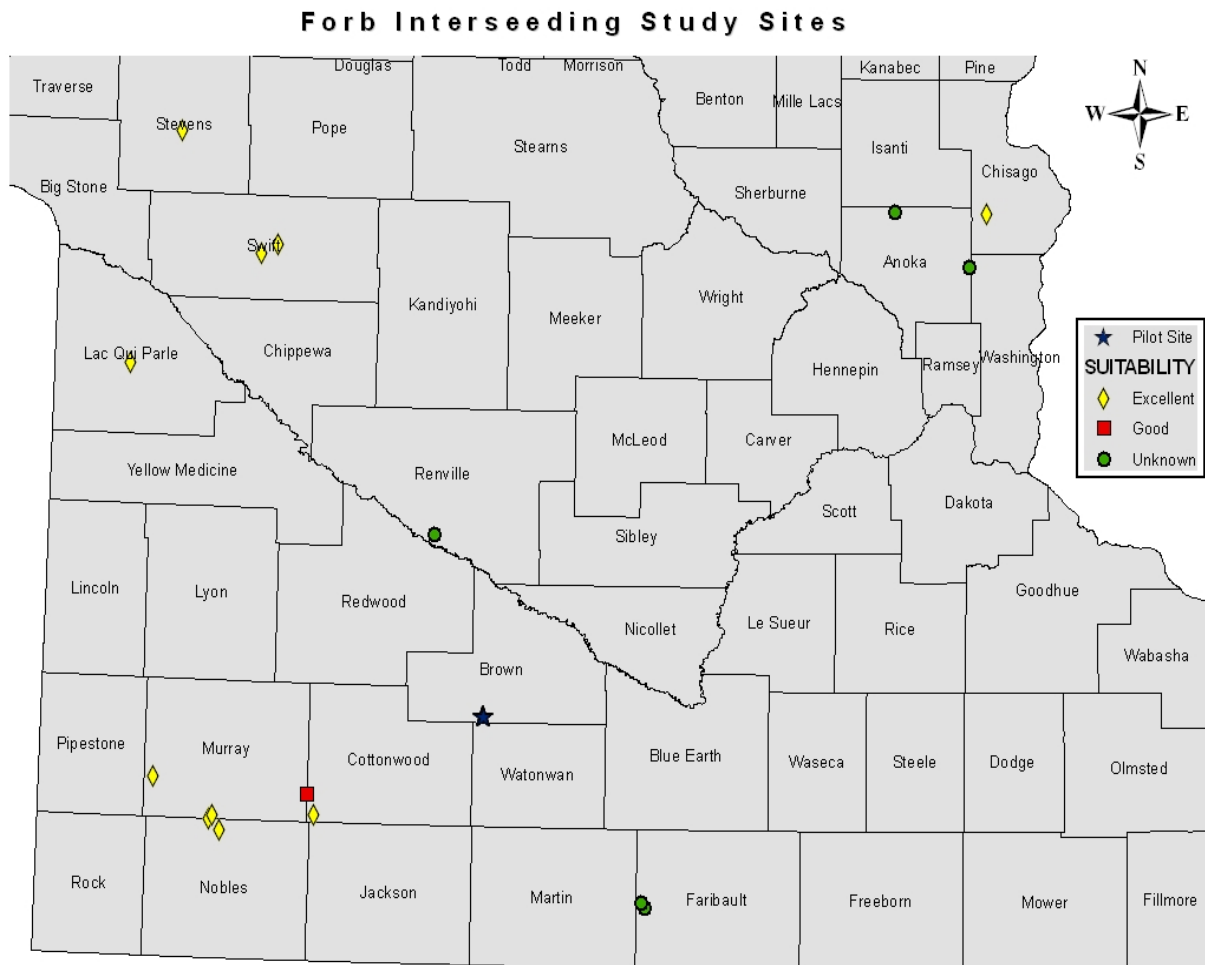 Forb Interseeding Study Sites
Douglas Todd Morrison Kanabec Pine
N
Traverse Benton Mille Lacs
W E
Stevens Pope Stearns Isanti
S
Big Stone Sherburne Chisago
Swift Anoka
Kandiyohi Meeker Wright
Lac Qui Parle Chippewa Hennepin Ramsey Washington
Pilot Site
SUITABILITY
Excellent
Good
Unknown
McLeod Carver
Yellow Medicine Renville
Sibley Scott Dakota
Lincoln Lyon Redwood Nicollet Le Sueur Rice Goodhue
Brown Wabasha
Pipestone Murray Cottonwood Watonwan Blue Earth Waseca Steele Dodge Olmsted
Rock Nobles Jackson Martin Faribault Freeborn Mower Fillmore